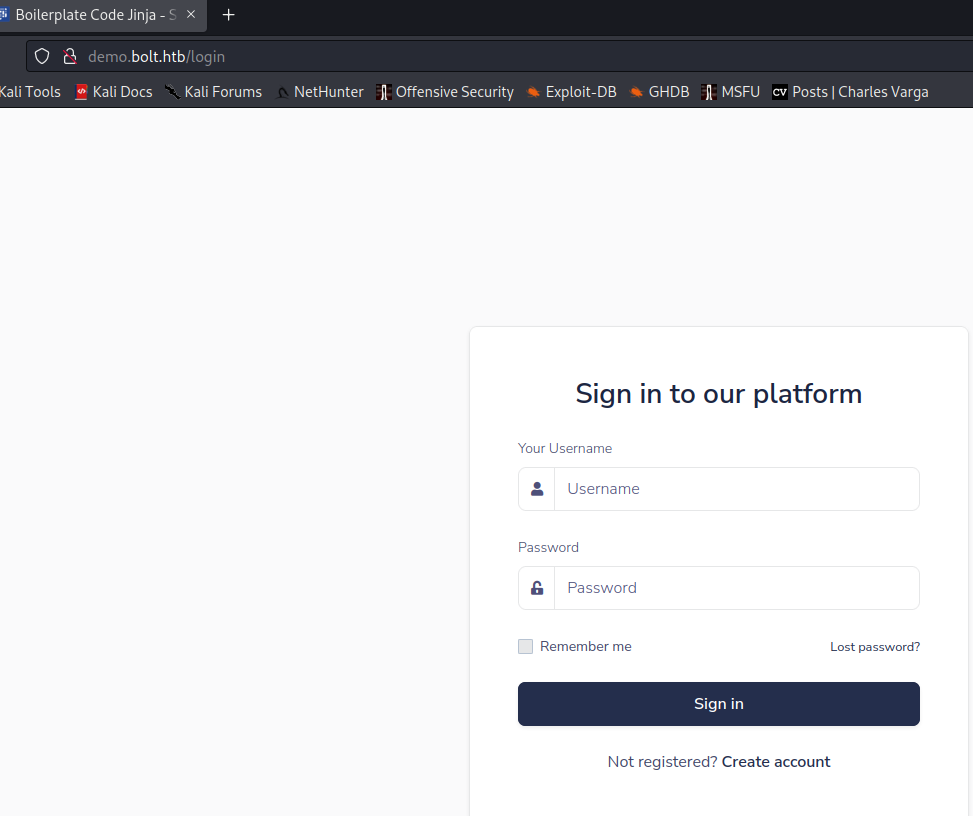 Boilerplate Code Jinja - S
demo.bolt.htb/login
Kali Tools Kali Docs Kali Forums NetHunter Offensive Security Exploit-DB GHDB MSFU CV Posts | Charles Varga
Sign in to our platform
Your Username
Username
Password
Password
Remember me Lost password?
Sign in
Not registered? Create account